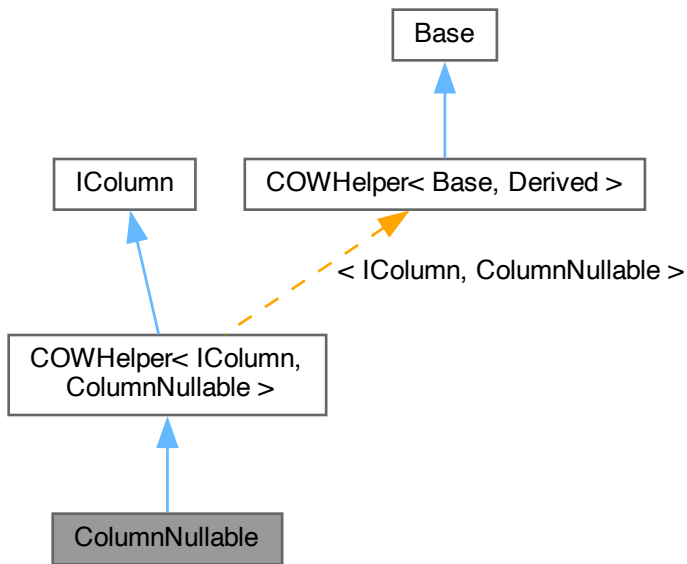 Base
IColumn
COWHelper< Base, Derived >
< IColumn, ColumnNullable >
COWHelper< IColumn,
ColumnNullable >
ColumnNullable